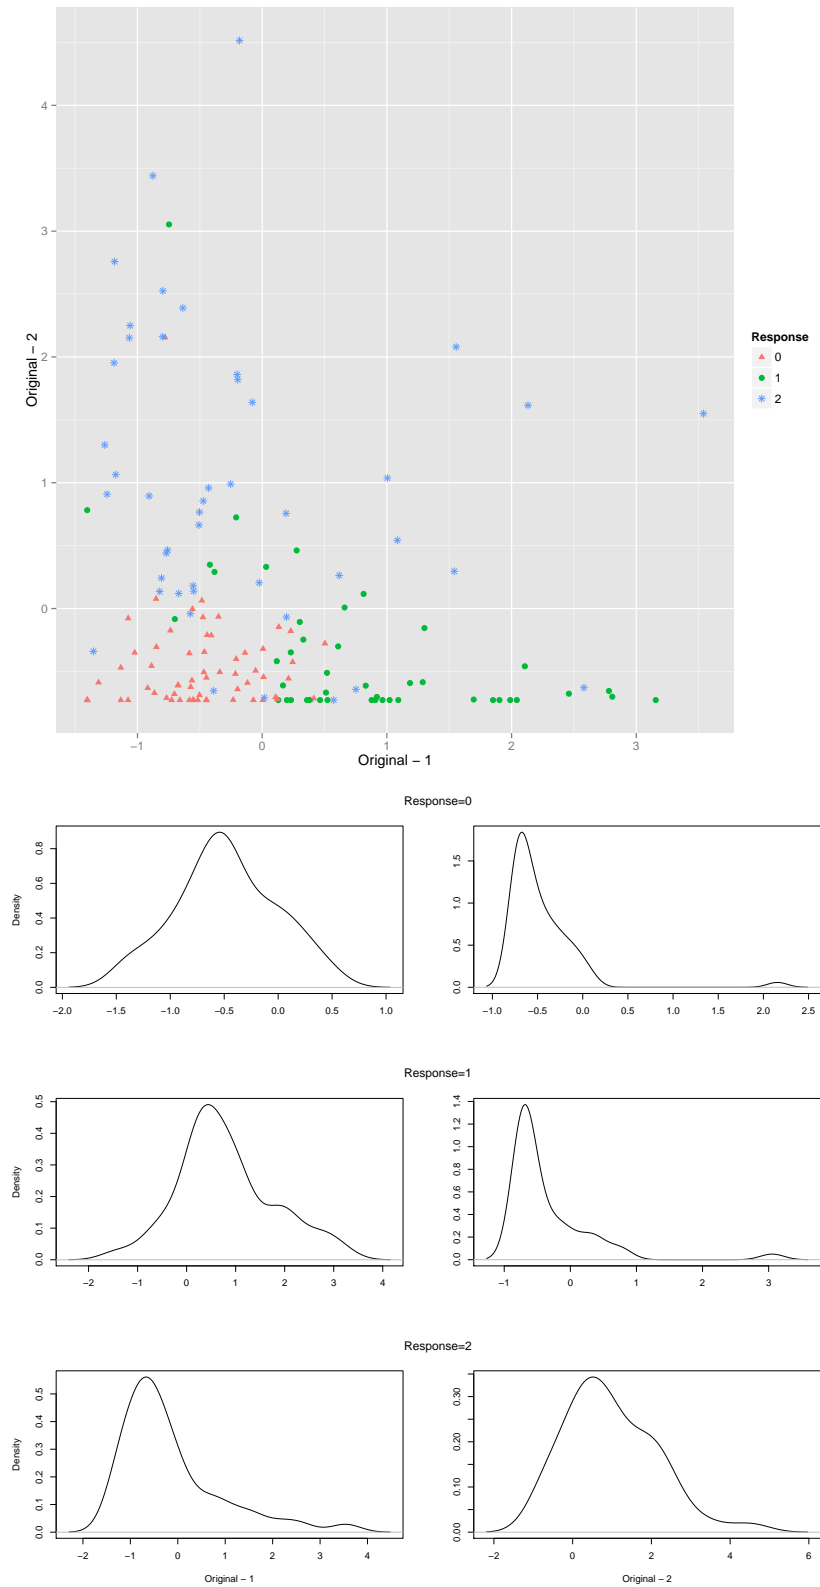 4
3
2
1
0
Original − 2
−1 0 1 2 3
Original − 1
Response
0
1
2
Response=0
Density
0.0 0.2 0.4 0.6 0.8
−2.0 −1.5 −1.0 −0.5 0.0 0.5 1.0
0.0 0.5 1.0 1.5
−1.0 −0.5 0.0 0.5 1.0 1.5 2.0 2.5
Response=1
Density
0.0 0.1 0.2 0.3 0.4 0.5
−2 −1 0 1 2 3 4
0.0 0.2 0.4 0.6 0.8 1.0 1.2 1.4
−1 0 1 2 3
Response=2
Density
0.0 0.1 0.2 0.3 0.4 0.5
−2 −1 0 1 2 3 4
Original − 1
0.00 0.10 0.20 0.30
−2 0 2 4 6
Original − 2